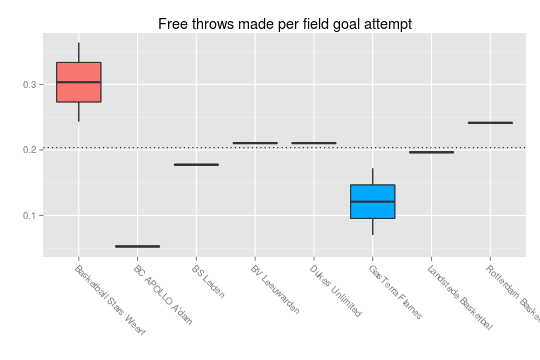 Free throws made per field goal attempt
0.3
0.2
0.1
Basketball Stars Weert
BC APOLLO A'dam
BS Leiden
BV Leeuwarden
Dukes Unlimited
GasTerra Flames
Landstede Basketbal
Rotterdam